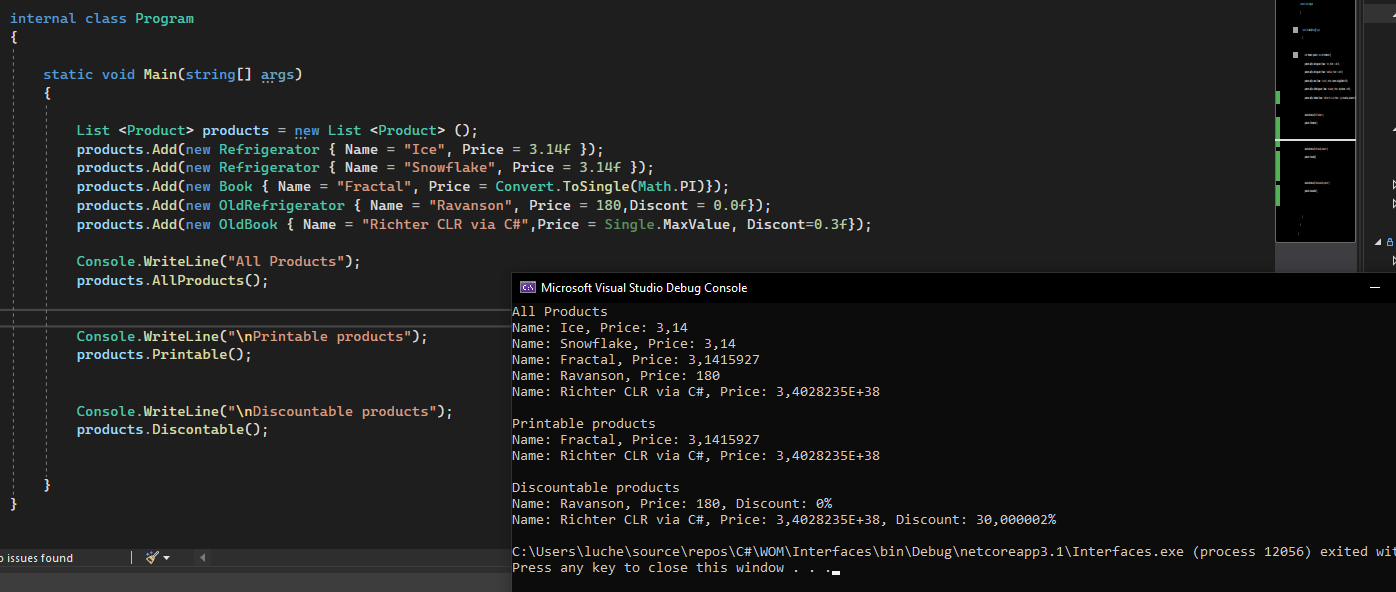 internal class Program
{
static void Main(string[] args)
{
List <Product> products = new List <Product> ();
products.Add(new Refrigerator { Name = "Ice", Price = 3.14f });
products.Add(new Refrigerator { Name = "Snowflake", Price = 3.14f });
products.Add(new Book { Name = "Fractal", Price = Convert.ToSingle(Math.PI)});
products.Add(new OldRefrigerator { Name = "Ravanson", Price = 180,Discont = 0.0f});
products.Add(new OldBook { Name = "Richter CLR via C#",Price = Single.MaxValue, Discont=0.3f});
Console.WriteLine("All Products");
products.AllProducts();
Console.WriteLine("\nPrintable products");
products.Printable();
Console.WriteLine("\nDiscountable products");
products.Discontable();
}
}
o issues found
Microsoft Visual Studio Debug Console
All Products
Name: Ice, Price: 3,14
Name: Snowflake, Price: 3,14
Name: Fractal, Price: 3,1415927
Name: Ravanson, Price: 180
Name: Richter CLR via C#, Price: 3,4028235E+38
Printable products
Name: Fractal, Price: 3,1415927
Name: Richter CLR via C#, Price: 3,4028235E+38
Discountable products
Name: Ravanson, Price: 180, Discount: 0%
Name: Richter CLR via C#, Price: 3,4028235E+38, Discount: 30,000002%
C:\Users\luche\source\repos\C#\WOM\Interfaces\bin\Debug\netcoreapp3.1\Interfaces.exe (process 12056) exited wit
Press any key to close this window . . .